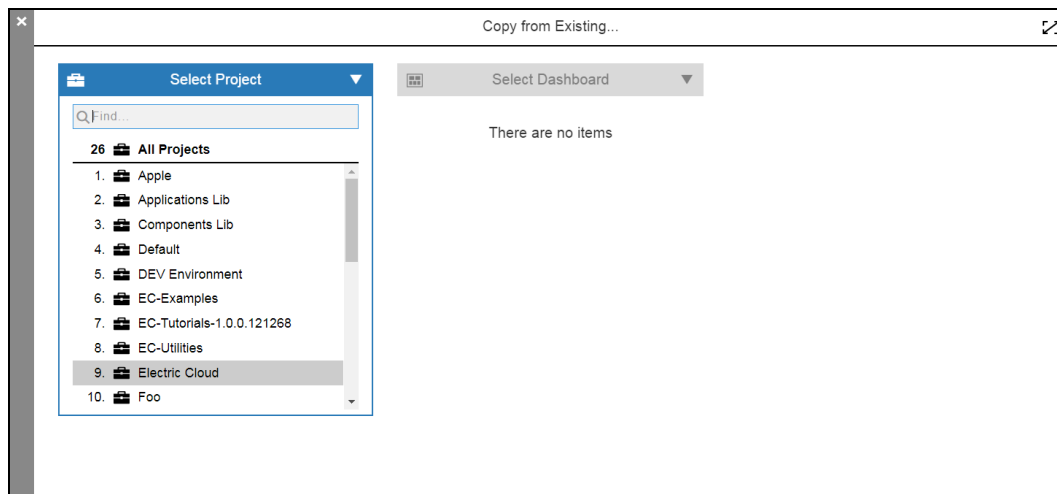 Copy from Existing...
Select Project
Select Dashboard
Find...
There are no items
26 All Projects
1. Apple
2. Applications Lib
3. Components Lib
4. Default
5. DEV Environment
6. EC-Examples
7. EC-Tutorials-1.0.0.121268
8. EC-Utilities
9. Electric Cloud
10. Foo